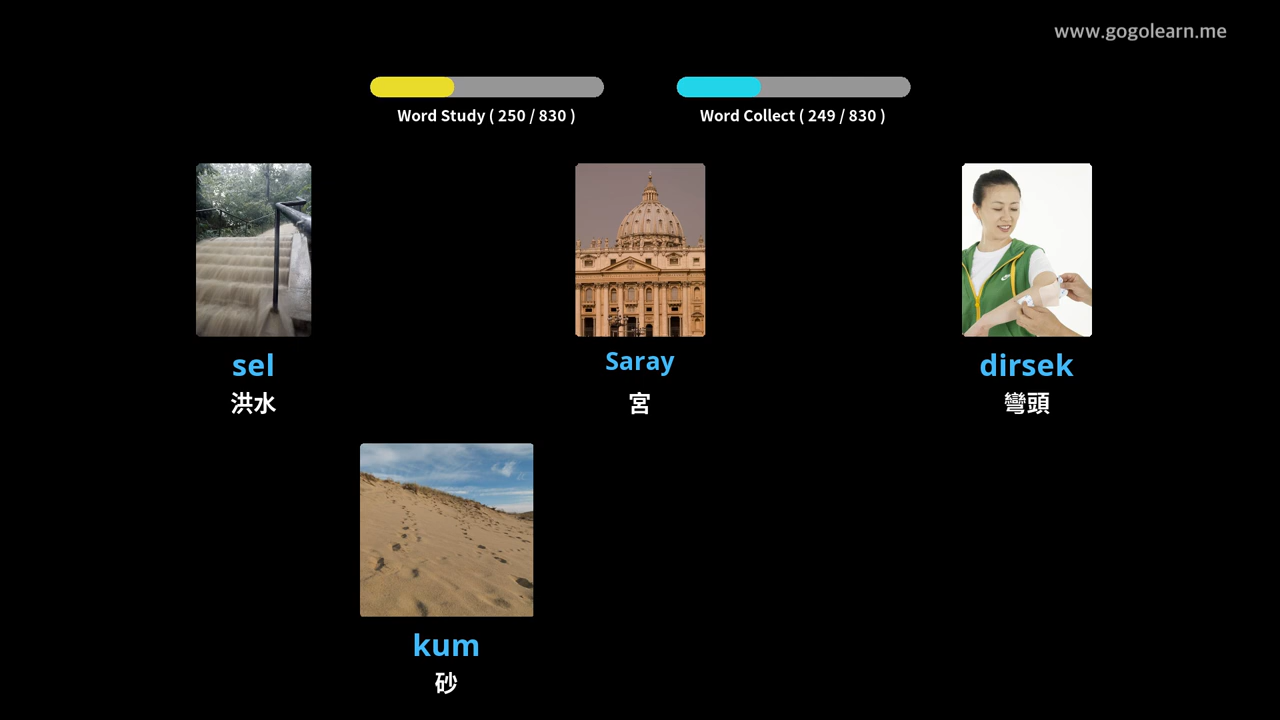 www.gogolearn.me
Word Study ( 250 / 830 )
Word Collect ( 249 / 830 )
sel
洪水
Saray
宮
dirsek
彎頭
kum
砂